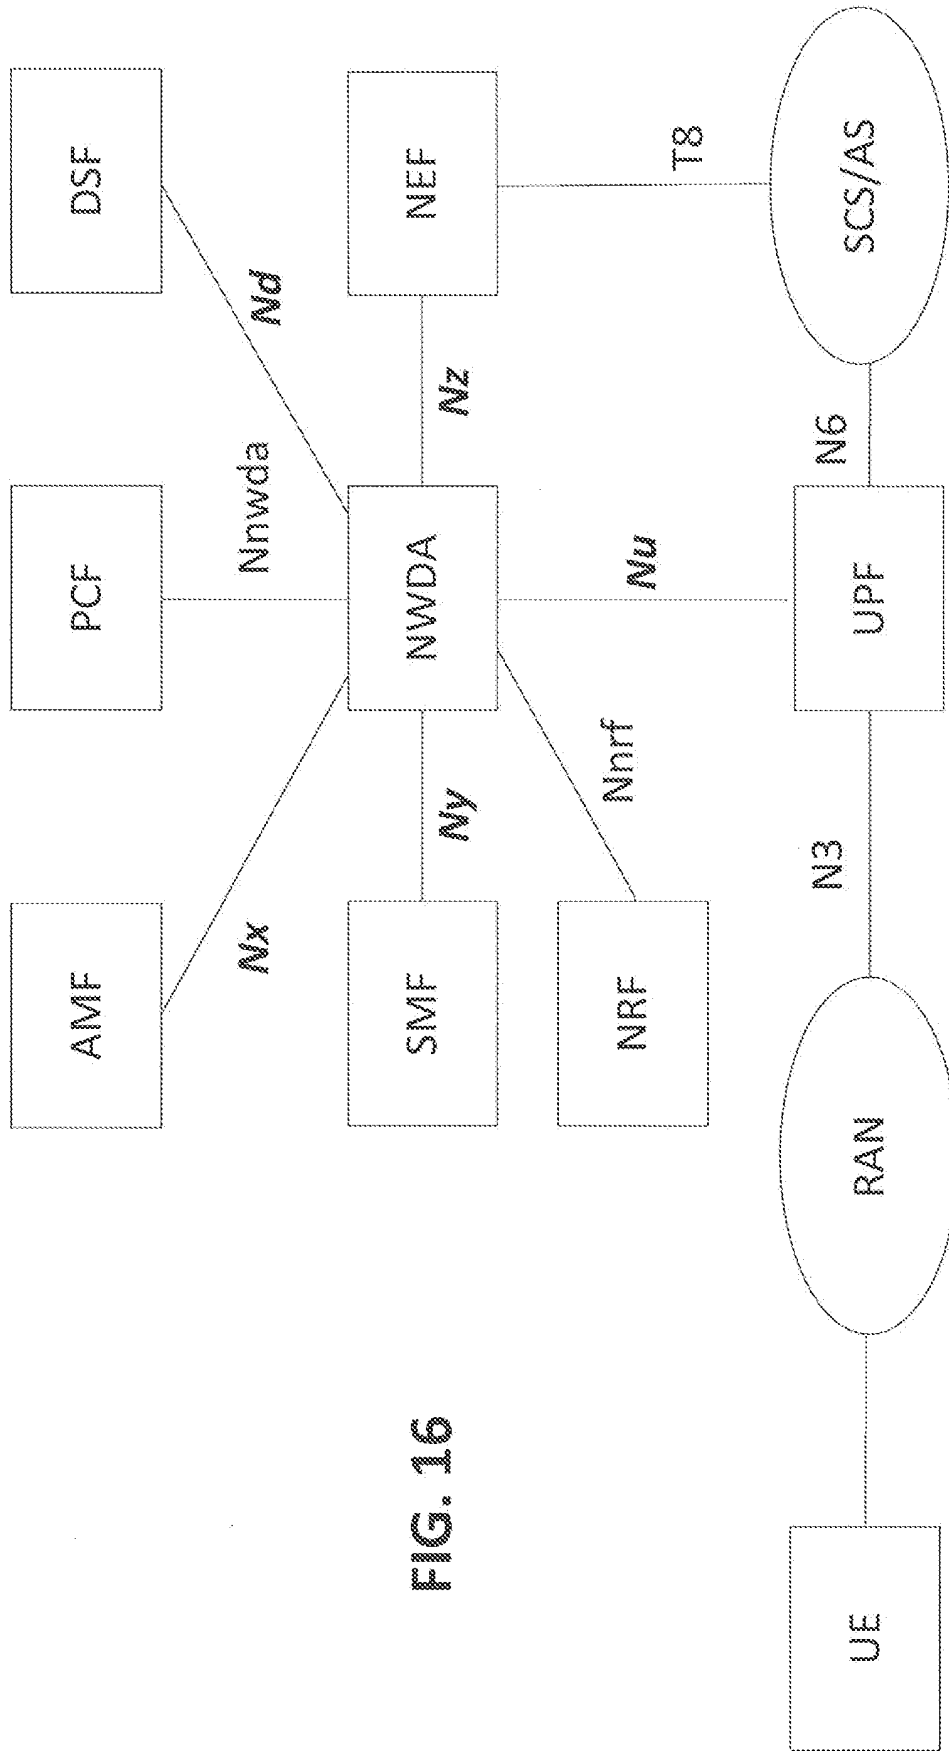 AMF
PCF
DSF
Nx
Nnwda
Nd
SMF
Ny
NWDA
Nz
NEF
NRF
Nnrf
Nu
T8
UE
RAN
N3
UPF
N6
SCS/AS
FIG. 16